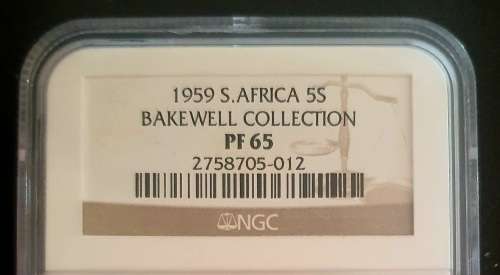 1959 S.AFRICA 5S
BAKEWELL COLLECTION
PF 65
2758705-012
NGC